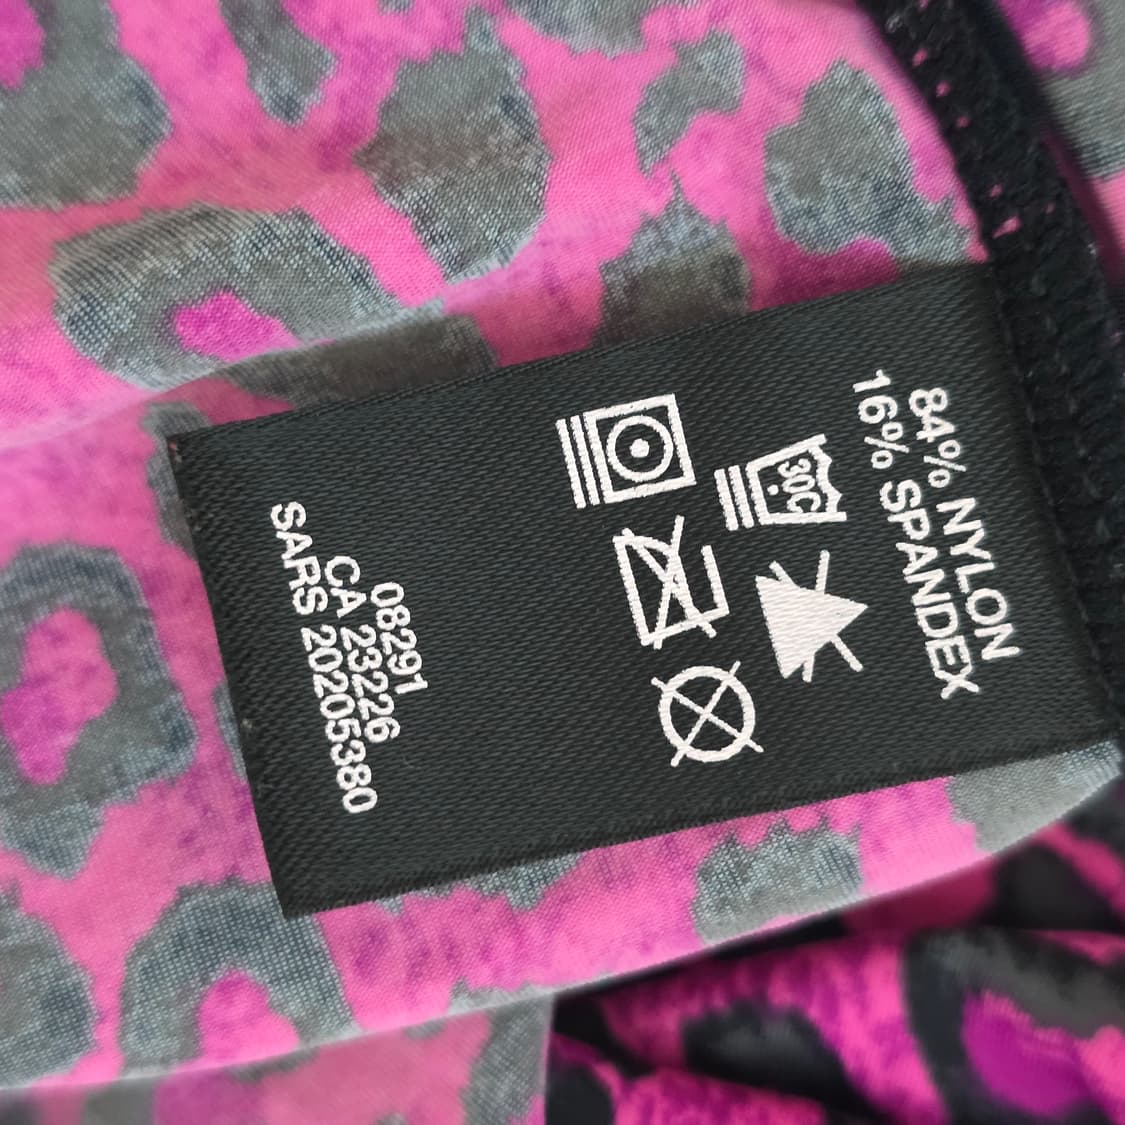 84% NYLON
16% SPANDEX
30C
08291
CA 23226
SARS 20205380